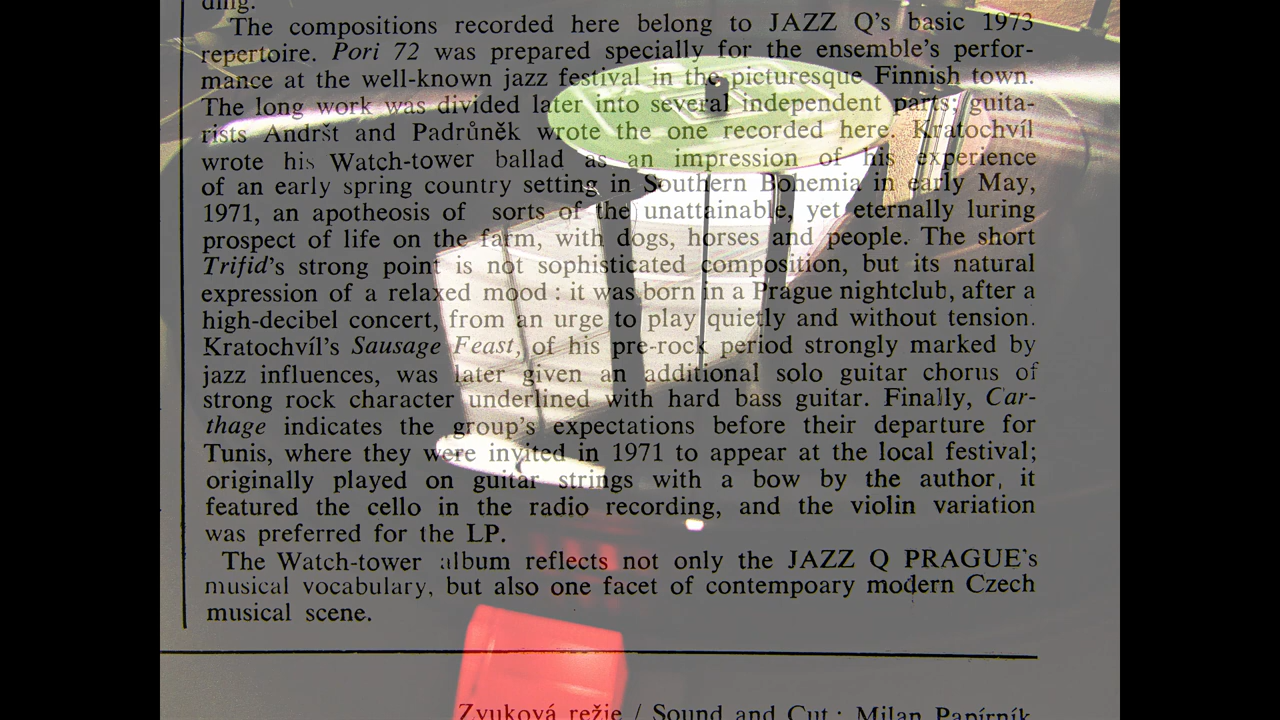 ding.
The compositions recorded here belong to JAZZ Q's basic 1973
repertoire. Pori 72 was prepared specially for the ensemble's perfor-
mance at the well-known jazz festival in the picturesque Finnish town.
The long work was divided later into several independent parts; guita-
rists Andršt and Padrůněk wrote the one recorded here. Kratochvíl
wrote his Watch-tower ballad as an impression of his experience
of an early spring country setting in Southern Bohemia in early May,
1971, an apotheosis of sorts of the unattainable, yet eternally luring
prospect of life on the farm, with dogs, horses and people. The short
Trifid's strong point is not sophisticated composition, but its natural
expression of a relaxed mood : it was born in a Prague nightclub, after a
high-decibel concert, from an urge to play quietly and without tension.
Kratochvíl's Sausage Feast, of his pre-rock period strongly marked by
jazz influences, was later given an additional solo guitar chorus of
strong rock character underlined with hard bass guitar. Finally, Car-
thage indicates the group's expectations before their departure for
Tunis, where they were invited in 1971 to appear at the local festival;
originally played on guitar strings with a bow by the author, it
featured the cello in the radio recording, and the violin variation
was preferred for the LP.
The Watch-tower album reflects not only the JAZZ Q PRAGUE's
musical vocabulary, but also one facet of contempoary modern Czech
musical scene.
Zvuková režie / Sound and Cut : Milan Papírník